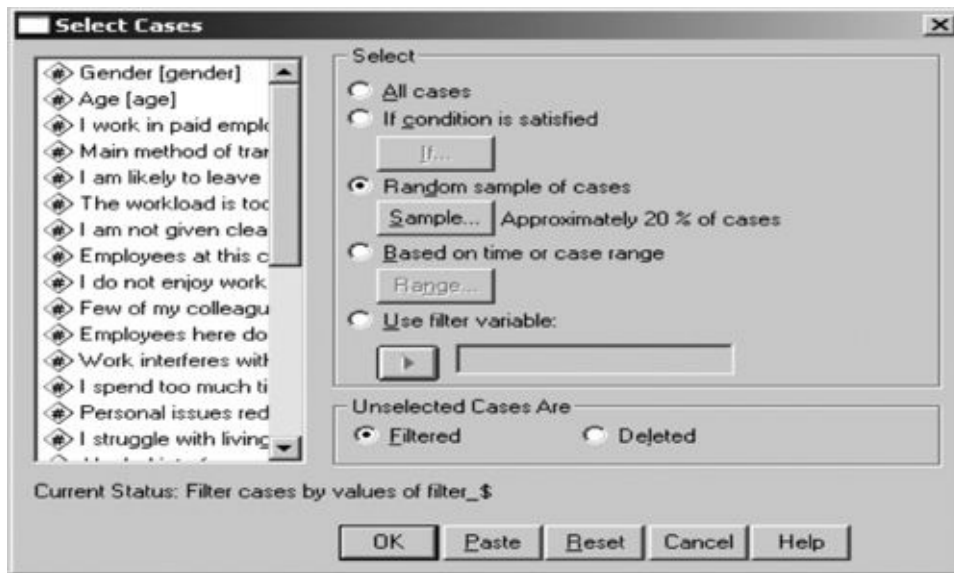 Select Cases
Gender [gender]
Age [age]
I work in paid emplo
Main method of tran
I am likely to leave
The workload is too
I am not given clea
Employees at this c
I do not enjoy work
Few of my colleagu
Employees here do
Work interferes with
I spend too much ti
Personal issues red
I struggle with living
Select
All cases
If condition is satisfied
If...
Random sample of cases
Sample... Approximately 20 % of cases
Based on time or case range
Range...
Use filter variable:
Unselected Cases Are
Filtered Deleted
Current Status: Filter cases by values of filter_$
OK Paste Reset Cancel Help